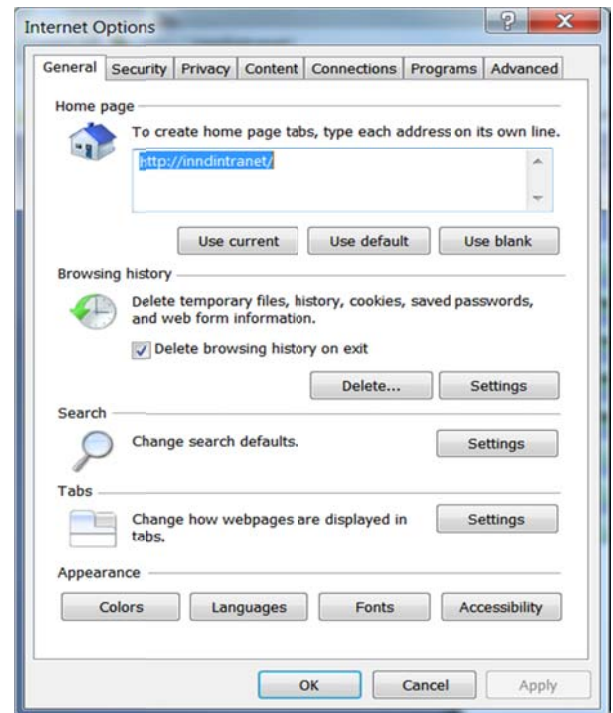 Internet Options
General Security Privacy Content Connections Programs Advanced
Home page
To create home page tabs, type each address on its own line.
http://inndintranet/
Use current Use default Use blank
Browsing history
Delete temporary files, history, cookies, saved passwords,
and web form information.
Delete browsing history on exit
Delete... Settings
Search
Change search defaults. Settings
Tabs
Change how webpages are displayed in Settings
tabs.
Appearance
Colors Languages Fonts Accessibility
OK Cancel Apply